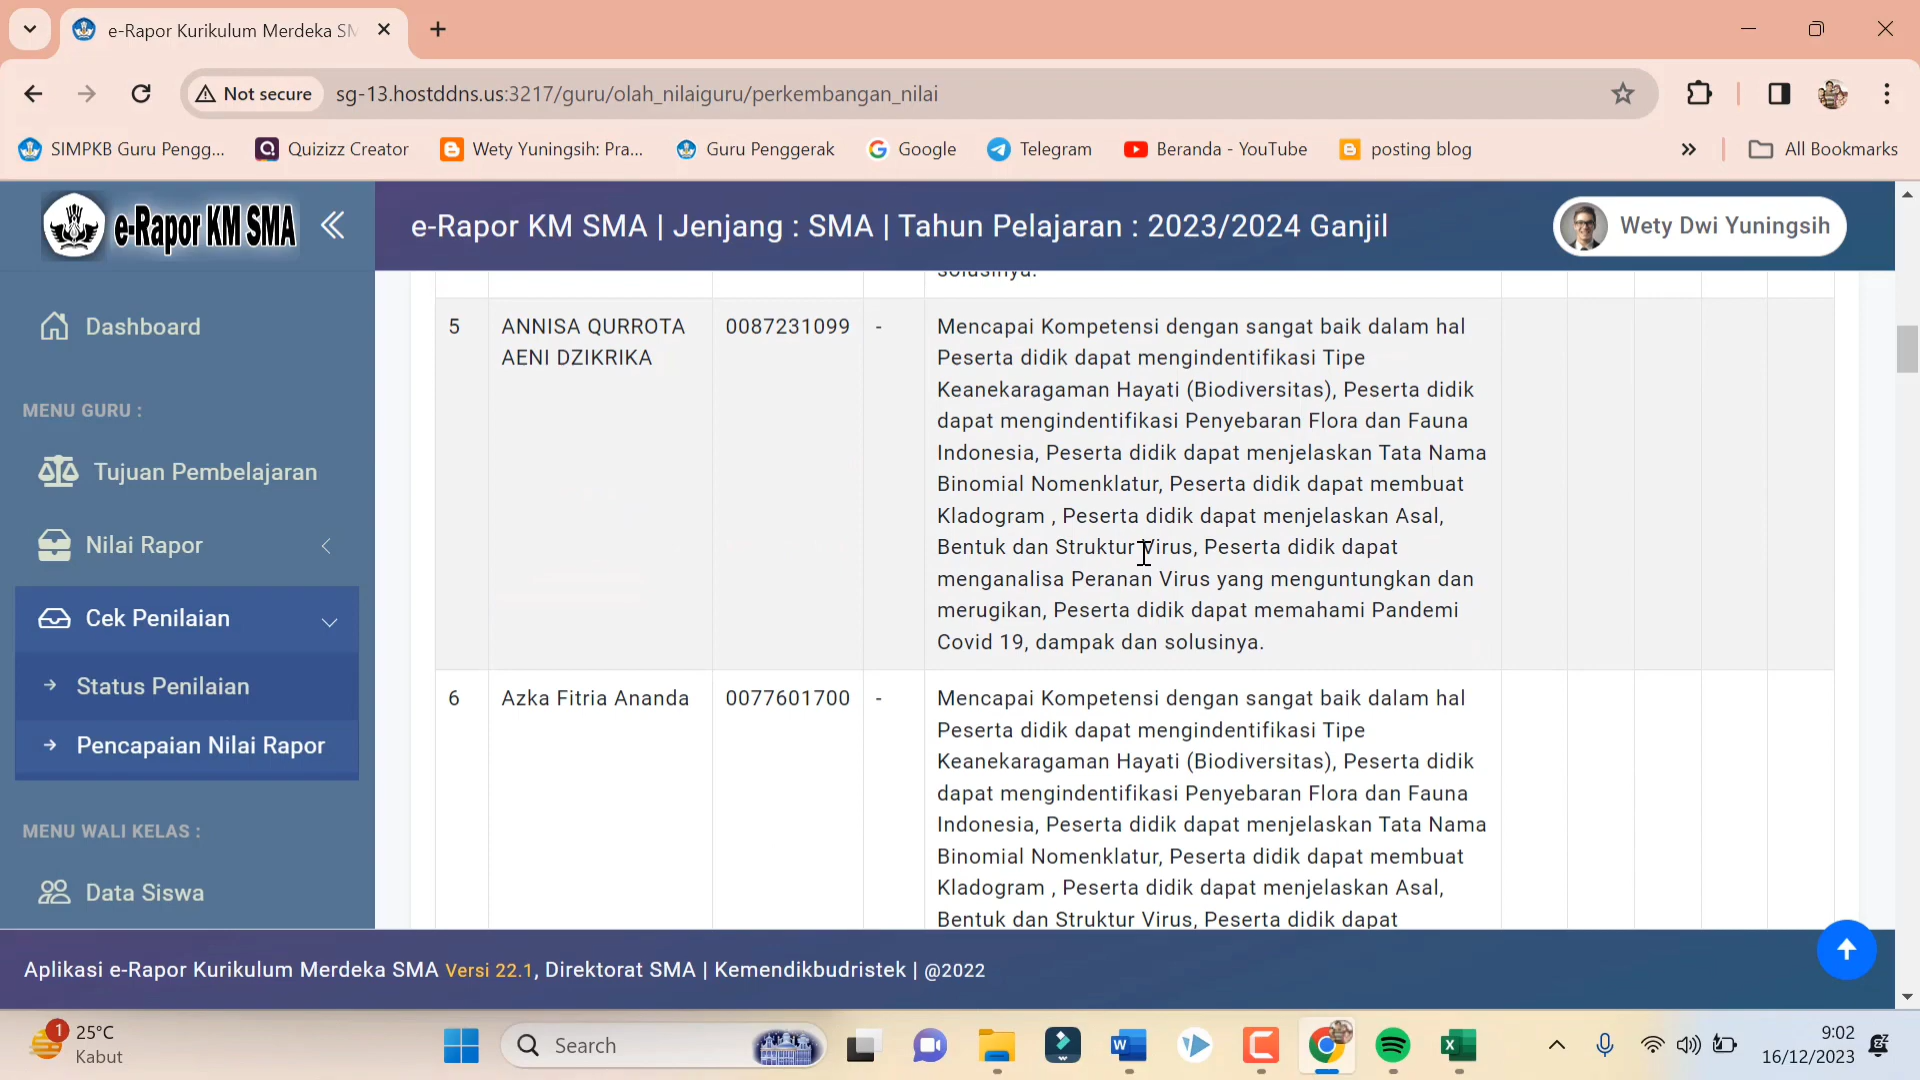 e-Rapor Kurikulum Merdeka SM
Not secure
sg-13.hostddns.us:3217/guru/olah_nilaiguru/perkembangan_nilai
SIMPKB Guru Pengg...
Quizizz Creator
Wety Yuningsih: Pra...
Guru Penggerak
Google
Telegram
Beranda - YouTube
posting blog
All Bookmarks
e-Rapor KM SMA
e-Rapor KM SMA | Jenjang : SMA | Tahun Pelajaran : 2023/2024 Ganjil
Wety Dwi Yuningsih
Dashboard
MENU GURU :
Tujuan Pembelajaran
Nilai Rapor
Cek Penilaian
Status Penilaian
Pencapaian Nilai Rapor
MENU WALI KELAS :
Data Siswa
solusinya.
5
ANNISA QURROTA
AENI DZIKRIKA
0087231099
-
Mencapai Kompetensi dengan sangat baik dalam hal
Peserta didik dapat mengindentifikasi Tipe
Keanekaragaman Hayati (Biodiversitas), Peserta didik
dapat mengindentifikasi Penyebaran Flora dan Fauna
Indonesia, Peserta didik dapat menjelaskan Tata Nama
Binomial Nomenklatur, Peserta didik dapat membuat
Kladogram , Peserta didik dapat menjelaskan Asal,
Bentuk dan Struktur Virus, Peserta didik dapat
menganalisa Peranan Virus yang menguntungkan dan
merugikan, Peserta didik dapat memahami Pandemi
Covid 19, dampak dan solusinya.
6
Azka Fitria Ananda
0077601700
-
Mencapai Kompetensi dengan sangat baik dalam hal
Peserta didik dapat mengindentifikasi Tipe
Keanekaragaman Hayati (Biodiversitas), Peserta didik
dapat mengindentifikasi Penyebaran Flora dan Fauna
Indonesia, Peserta didik dapat menjelaskan Tata Nama
Binomial Nomenklatur, Peserta didik dapat membuat
Kladogram , Peserta didik dapat menjelaskan Asal,
Bentuk dan Struktur Virus, Peserta didik dapat
Aplikasi e-Rapor Kurikulum Merdeka SMA Versi 22.1, Direktorat SMA | Kemendikbudristek | @2022
1
25°C
Kabut
Search
9:02
16/12/2023